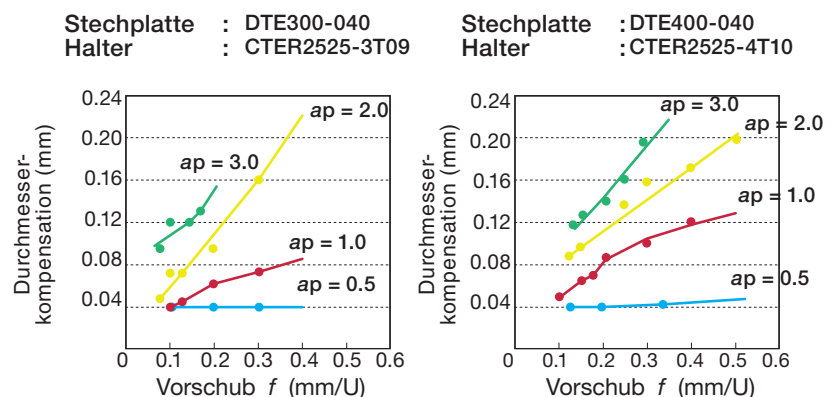 Stechplatte : DTE300-040
Halter : CTER2525-3T09
0.24
0.20
0.16
0.12
0.08
0.04
0 0.1 0.2 0.3 0.4 0.5 0.6
Durchmesser-
kompensation (mm)
Vorschub f (mm/U)
ap = 2.0
ap = 3.0
ap = 1.0
ap = 0.5
Stechplatte :DTE400-040
Halter :CTER2525-4T10
0.24
0.20
0.16
0.12
0.08
0.04
0 0.1 0.2 0.3 0.4 0.5 0.6
Durchmesser-
kompensation (mm)
Vorschub f (mm/U)
ap = 3.0
ap = 2.0
ap = 1.0
ap = 0.5